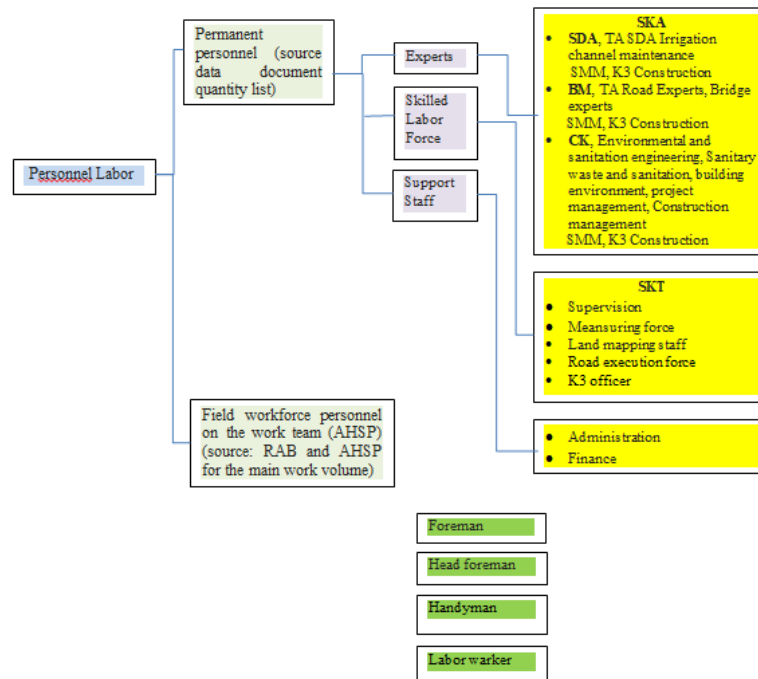 Personnel Labor
Permanent
personnel (source
data document
quantity list)
Experts
Skilled
Labor
Force
Support
Staff
SKA
• SDA, TA SDA Irrigation
channel maintenance
SMM, K3 Construction
• BM, TA Road Experts, Bridge
experts
SMM, K3 Construction
• CK, Environmental and
sanitation engineering, Sanitary
waste and sanitation, building
environment, project
management, Construction
management
SMM, K3 Construction
SKT
• Supervision
• Meansuring force
• Land mapping staff
• Road execution force
• K3 officer
• Administration
• Finance
Field workforce personnel
on the work team (AHSP)
(source: RAB and AHSP
for the main work volume)
Foreman
Head foreman
Handyman
Labor warker